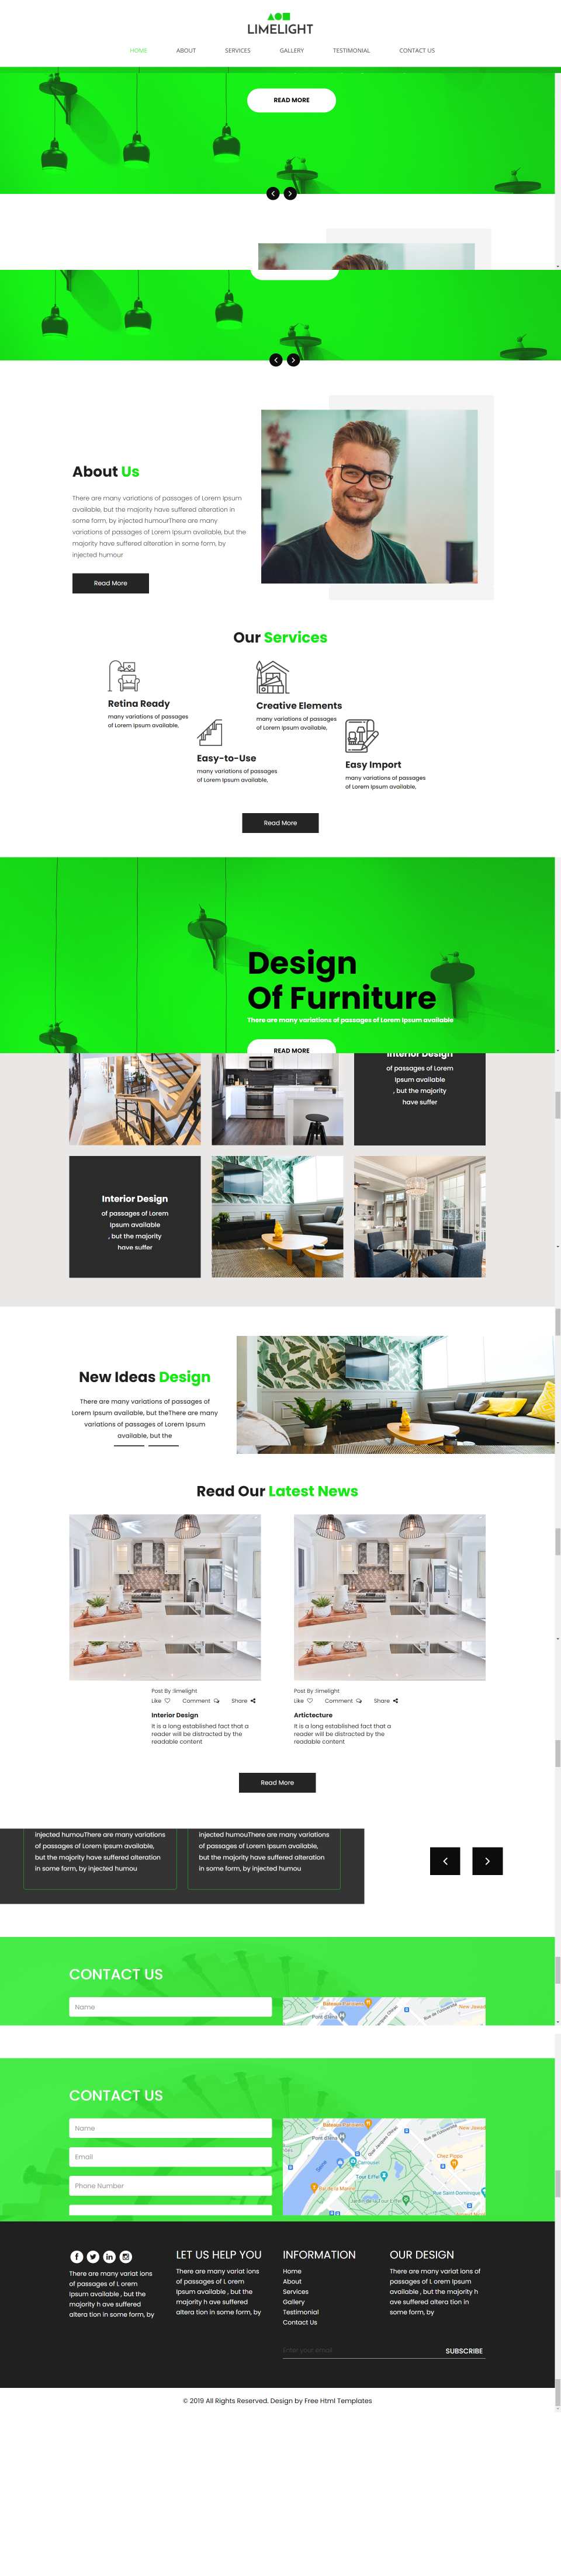 LIMELIGHT
HOME ABOUT SERVICES GALLERY TESTIMONIAL CONTACT US
READ MORE
About Us
There are many variations of passages of Lorem Ipsum
available, but the majority have suffered alteration in
some form, by injected humourThere are many
variations of passages of Lorem Ipsum available, but the
majority have suffered alteration in some form, by
injected humour
Read More
Our Services
Retina Ready
many variations of passages
of Lorem Ipsum available,
Creative Elements
many variations of passages
of Lorem Ipsum available,
Easy-to-Use
many variations of passages
of Lorem Ipsum available,
Easy Import
many variations of passages
of Lorem Ipsum available,
Read More
Design
Of Furniture
There are many variations of passages of Lorem Ipsum available
READ MORE
Interior Design
of passages of Lorem
Ipsum available
, but the majority
have suffer
Interior Design
of passages of Lorem
Ipsum available
, but the majority
have suffer
New Ideas Design
There are many variations of passages of
Lorem Ipsum available, but theThere are many
variations of passages of Lorem Ipsum
available, but the
Read Our Latest News
Post By :limelight
Like Comment Share
Interior Design
It is a long established fact that a
reader will be distracted by the
readable content
Post By :limelight
Like Comment Share
Artictecture
It is a long established fact that a
reader will be distracted by the
readable content
Read More
injected humouThere are many variations
of passages of Lorem Ipsum available,
but the majority have suffered alteration
in some form, by injected humou
injected humouThere are many variations
of passages of Lorem Ipsum available,
but the majority have suffered alteration
in some form, by injected humou
CONTACT US
Name
CONTACT US
Name
Email
Phone Number
Tour Eiffel
LET US HELP YOU
INFORMATION
OUR DESIGN
There are many variat ions
of passages of L orem
Ipsum available , but the
majority h ave suffered
altera tion in some form, by
There are many variat ions
of passages of L orem
Ipsum available , but the
majority h ave suffered
altera tion in some form, by
Home
About
Services
Gallery
Testimonial
Contact Us
There are many variat ions of
passages of L orem Ipsum
available , but the majority h
ave suffered altera tion in
some form, by
Enter your email
SUBSCRIBE
© 2019 All Rights Reserved. Design by Free Html Templates